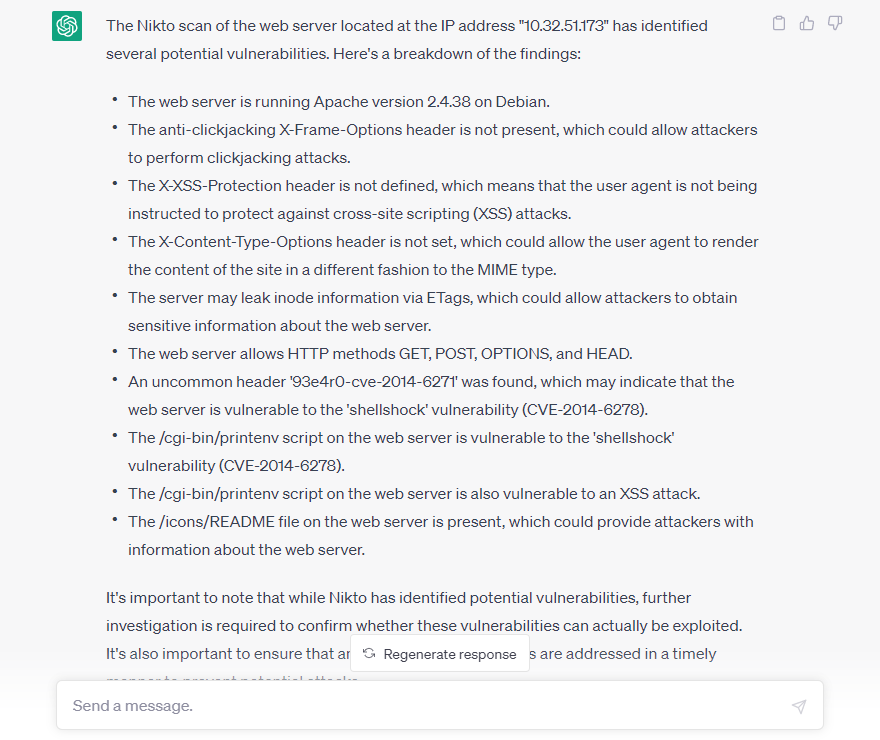 The Nikto scan of the web server located at the IP address "10.32.51.173" has identified
several potential vulnerabilities. Here's a breakdown of the findings:
• The web server is running Apache version 2.4.38 on Debian.
• The anti-clickjacking X-Frame-Options header is not present, which could allow attackers
to perform clickjacking attacks.
• The X-XSS-Protection header is not defined, which means that the user agent is not being
instructed to protect against cross-site scripting (XSS) attacks.
• The X-Content-Type-Options header is not set, which could allow the user agent to render
the content of the site in a different fashion to the MIME type.
• The server may leak inode information via ETags, which could allow attackers to obtain
sensitive information about the web server.
• The web server allows HTTP methods GET, POST, OPTIONS, and HEAD.
• An uncommon header '93e4r0-cve-2014-6271' was found, which may indicate that the
web server is vulnerable to the 'shellshock' vulnerability (CVE-2014-6278).
• The /cgi-bin/printenv script on the web server is vulnerable to the 'shellshock'
vulnerability (CVE-2014-6278).
• The /cgi-bin/printenv script on the web server is also vulnerable to an XSS attack.
• The /icons/README file on the web server is present, which could provide attackers with
information about the web server.
It's important to note that while Nikto has identified potential vulnerabilities, further
investigation is required to confirm whether these vulnerabilities can actually be exploited.
It's also important to ensure that are addressed in a timely
Regenerate response
Send a message.